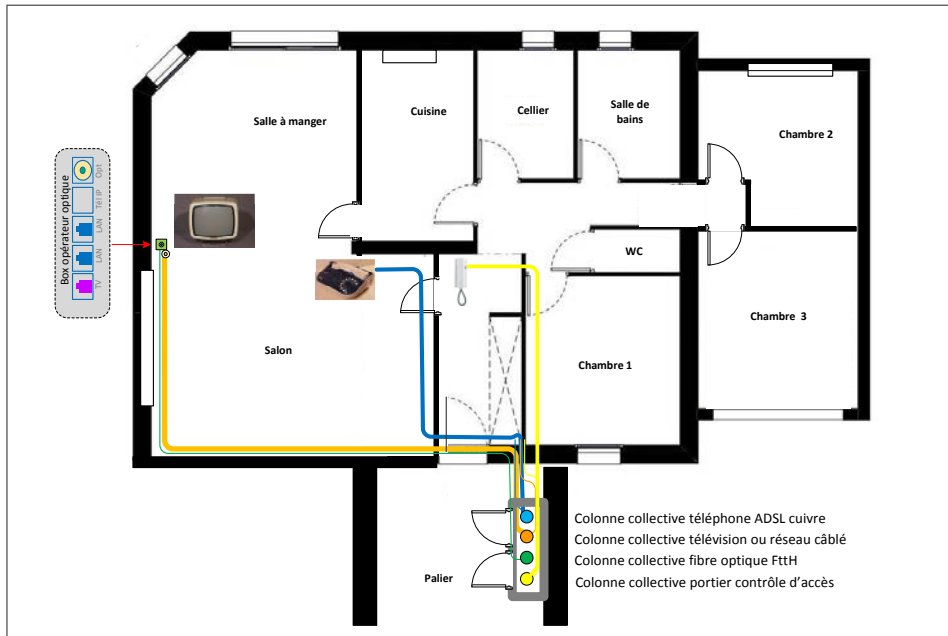 Salle à manger
Cuisine
Cellier
Salle de
bains
Chambre 2
Box opérateur optique
Opt
Tél IP
LAN
LAN
TV
WC
Salon
Chambre 1
Chambre 3
Palier
Colonne collective téléphone ADSL cuivre
Colonne collective télévision ou réseau câblé
Colonne collective fibre optique FttH
Colonne collective portier contrôle d’accès